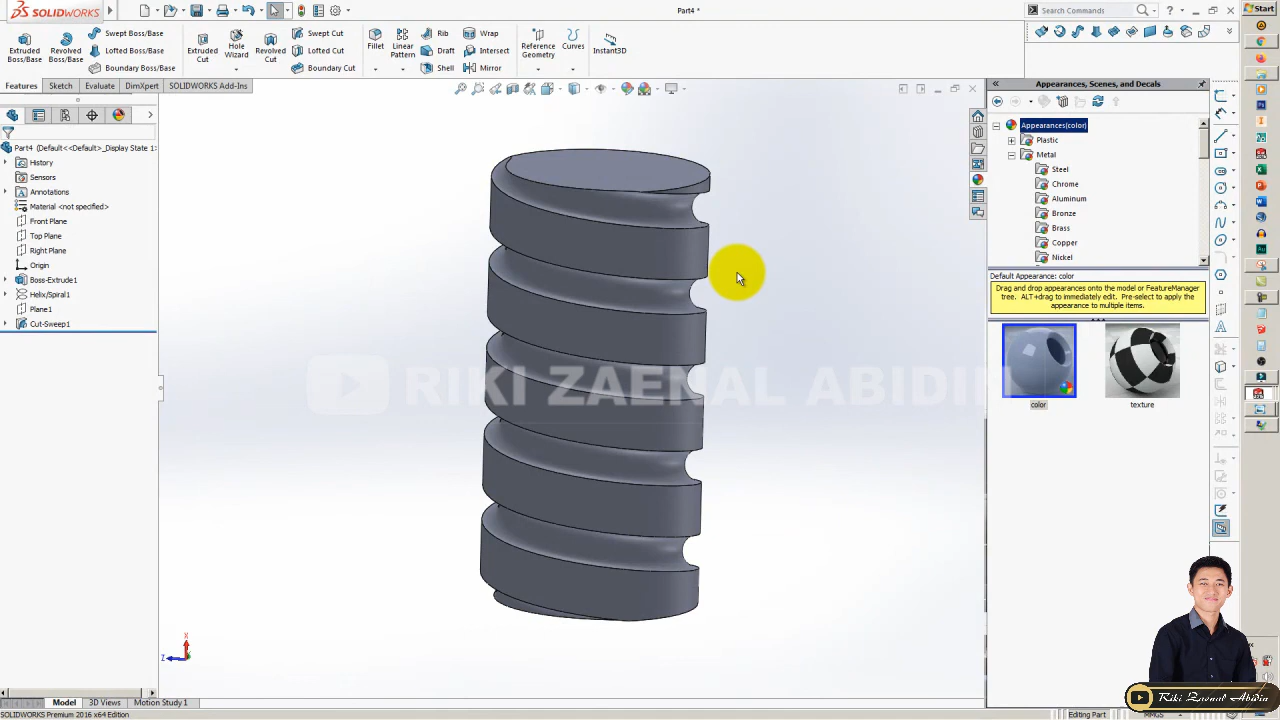 SOLIDWORKS
Part4 *
Search Commands
Start
Extruded Boss/Base
Revolved Boss/Base
Swept Boss/Base
Lofted Boss/Base
Boundary Boss/Base
Extruded Cut
Hole Wizard
Revolved Cut
Swept Cut
Lofted Cut
Boundary Cut
Fillet
Linear Pattern
Rib
Draft
Shell
Wrap
Intersect
Mirror
Reference Geometry
Curves
Instant3D
Features
Sketch
Evaluate
DimXpert
SOLIDWORKS Add-Ins
Part4 (Default<<Default>_Display State 1>
History
Sensors
Annotations
Material <not specified>
Front Plane
Top Plane
Right Plane
Origin
Boss-Extrude1
Helix/Spiral1
Plane1
Cut-Sweep1
RIKI ZAENAL ABIDIN
Appearances, Scenes, and Decals
Appearances(color)
Plastic
Metal
Steel
Chrome
Aluminum
Bronze
Brass
Copper
Nickel
Default Appearance: color
Drag and drop appearances onto the model or FeatureManager
tree. ALT+drag to immediately edit. Pre-select to apply the
appearance to multiple items.
color
texture
X
Z
Model
3D Views
Motion Study 1
Riki Zaenal Abidin
SOLIDWORKS Premium 2016 x64 Edition
Editing Part
MMGS